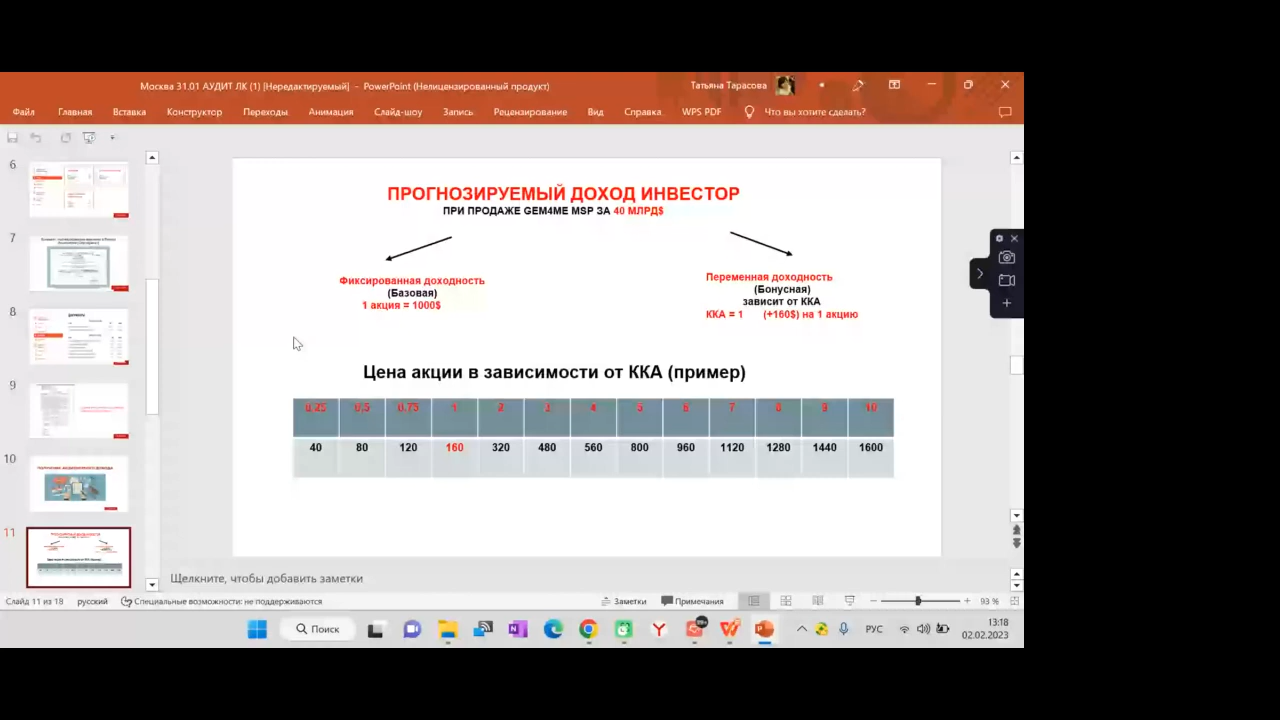 Москва 31.01 АУДИТ ЛК (1) [Нередактируемый] – PowerPoint (Нелицензированный продукт)
Татьяна Тарасова
Файл Главная Вставка Конструктор Переходы Анимация Слайд-шоу Запись Рецензирование Вид Справка WPS PDF Что вы хотите сделать?
6
7
8
9
10
11
ПРОГНОЗИРУЕМЫЙ ДОХОД ИНВЕСТОР
ПРИ ПРОДАЖЕ GEM4ME MSP ЗА 40 МЛРД$
Фиксированная доходность
(Базовая)
1 акция = 1000$
Переменная доходность
(Бонусная)
зависит от ККА
ККА = 1 (+160$) на 1 акцию
Цена акции в зависимости от ККА (пример)
0.25 0.5 0.75 1 2 3 4 5 6 7 8 9 10
40 80 120 160 320 480 560 800 960 1120 1280 1440 1600
Щелкните, чтобы добавить заметки
Слайд 11 из 18 русский Специальные возможности: не поддерживаются Заметки Примечания 93 %
Поиск
РУС
13:18
02.02.2023